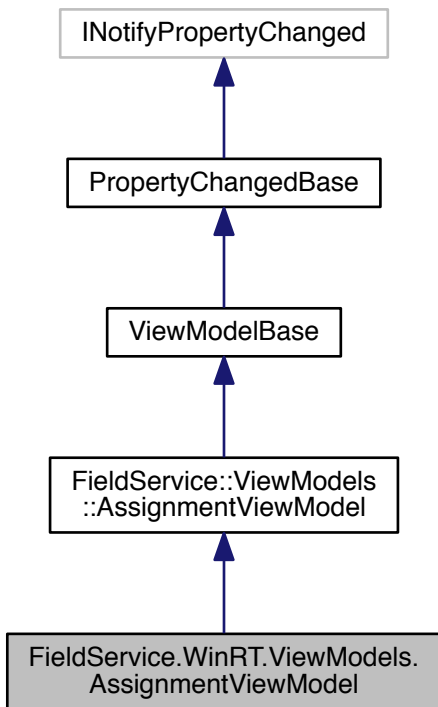 INotifyPropertyChanged
PropertyChangedBase
ViewModelBase
FieldService::ViewModels
::AssignmentViewModel
FieldService.WinRT.ViewModels.
AssignmentViewModel